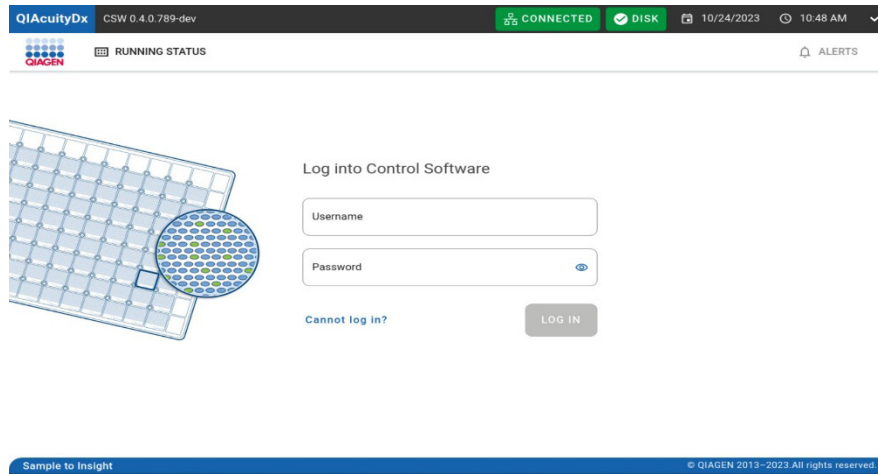 QIAcuityDx CSW 0.4.0.789-dev CONNECTED DISK 10/24/2023 10:48 AM
QIAGEN RUNNING STATUS ALERTS
Log into Control Software
Username
Password
Cannot log in? LOG IN
Sample to Insight © QIAGEN 2013–2023.All rights reserved.